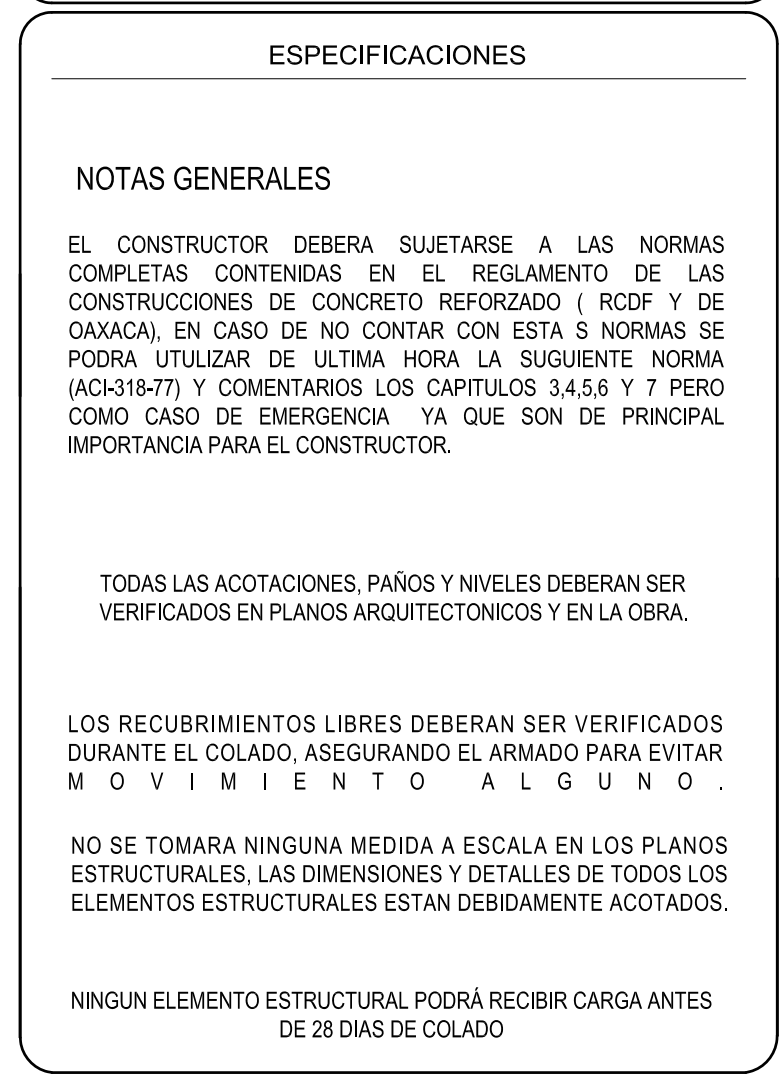 ESPECIFICACIONES
NOTAS GENERALES
EL CONSTRUCTOR DEBERA SUJETARSE A LAS NORMAS
COMPLETAS CONTENIDAS EN EL REGLAMENTO DE LAS
CONSTRUCCIONES DE CONCRETO REFORZADO ( RCDF Y DE
OAXACA), EN CASO DE NO CONTAR CON ESTA S NORMAS SE
PODRA UTULIZAR DE ULTIMA HORA LA SUGUIENTE NORMA
(ACI-318-77) Y COMENTARIOS LOS CAPITULOS 3,4,5,6 Y 7 PERO
COMO CASO DE EMERGENCIA YA QUE SON DE PRINCIPAL
IMPORTANCIA PARA EL CONSTRUCTOR.
TODAS LAS ACOTACIONES, PAÑOS Y NIVELES DEBERAN SER
VERIFICADOS EN PLANOS ARQUITECTONICOS Y EN LA OBRA.
LOS RECUBRIMIENTOS LIBRES DEBERAN SER VERIFICADOS
DURANTE EL COLADO, ASEGURANDO EL ARMADO PARA EVITAR
MOVIMIENTO ALGUNO.
NO SE TOMARA NINGUNA MEDIDA A ESCALA EN LOS PLANOS
ESTRUCTURALES, LAS DIMENSIONES Y DETALLES DE TODOS LOS
ELEMENTOS ESTRUCTURALES ESTAN DEBIDAMENTE ACOTADOS.
NINGUN ELEMENTO ESTRUCTURAL PODRÁ RECIBIR CARGA ANTES
DE 28 DIAS DE COLADO